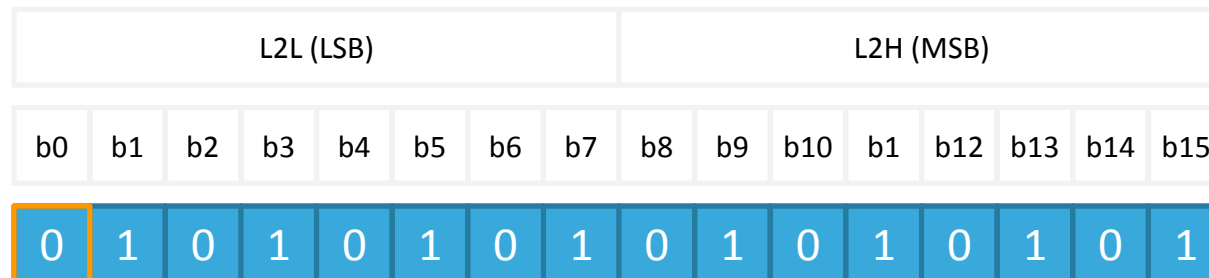 L2L (LSB) L2H (MSB)
b0 b1 b2 b3 b4 b5 b6 b7 b8 b9 b10 b1 b12 b13 b14 b15
0 1 0 1 0 1 0 1 0 1 0 1 0 1 0 1